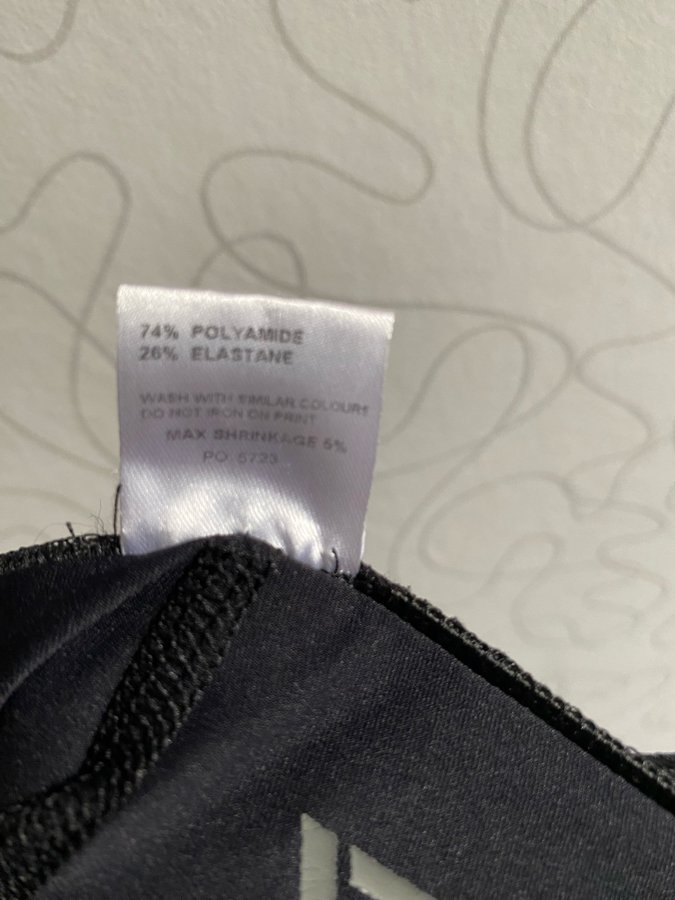 74% POLYAMIDE
26% ELASTANE
WASH WITH SIMILAR COLOURS
DO NOT IRON ON PRINT
MAX SHRINKAGE 5%
PO 5723